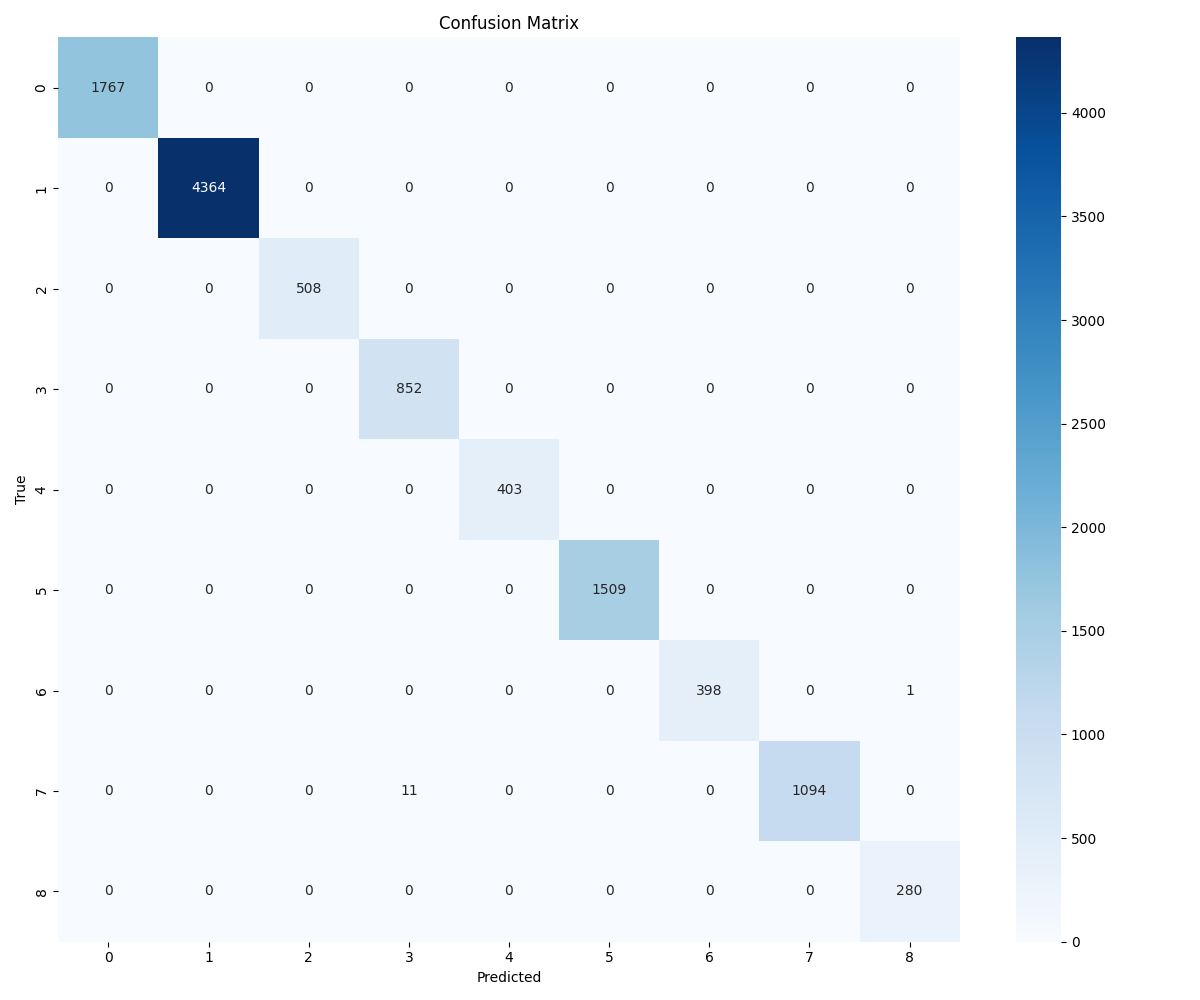 Confusion Matrix
0 1767 0 0 0 0 0 0 0 0
1 0 4364 0 0 0 0 0 0 0
2 0 0 508 0 0 0 0 0 0
3 0 0 0 852 0 0 0 0 0
4 0 0 0 0 403 0 0 0 0
5 0 0 0 0 0 1509 0 0 0
6 0 0 0 0 0 0 398 0 1
7 0 0 0 11 0 0 0 1094 0
8 0 0 0 0 0 0 0 0 280
0 1 2 3 4 5 6 7 8
Predicted
True
4000
3500
3000
2500
2000
1500
1000
500
0